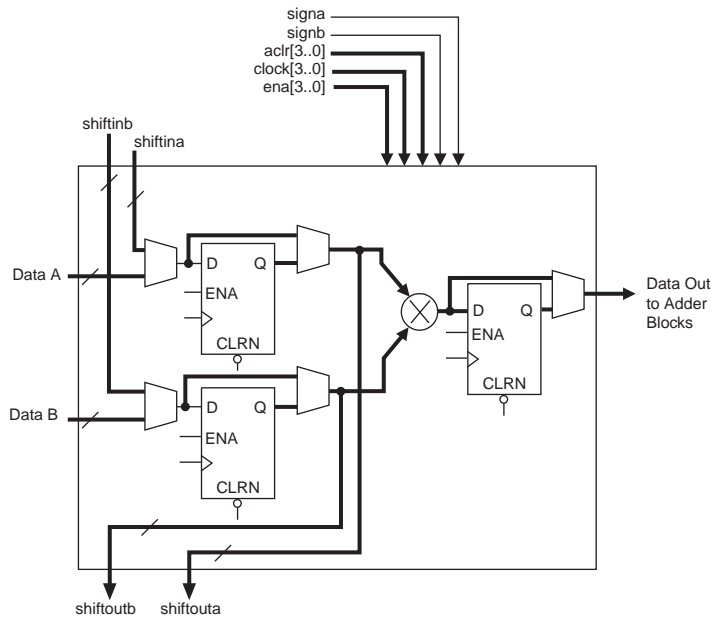 signa
signb
aclr[3..0]
clock[3..0]
ena[3..0]
shiftinb
shiftina
Data A
D Q
ENA
CLRN
Data Out
to Adder
Blocks
D Q
ENA
CLRN
Data B
D Q
ENA
CLRN
shiftoutb shiftouta